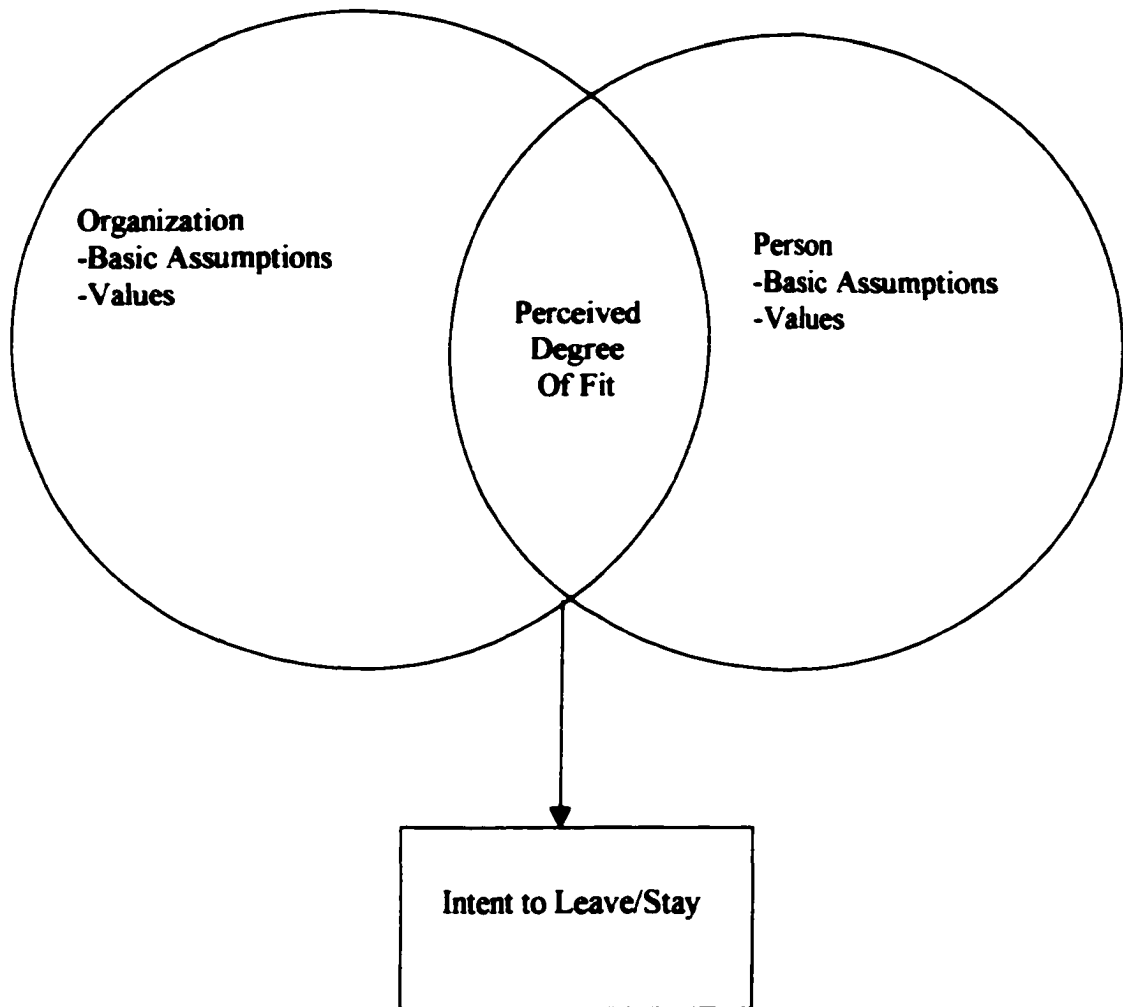 Organization
-Basic Assumptions
-Values
Perceived
Degree
Of Fit
Person
-Basic Assumptions
-Values
Intent to Leave/Stay